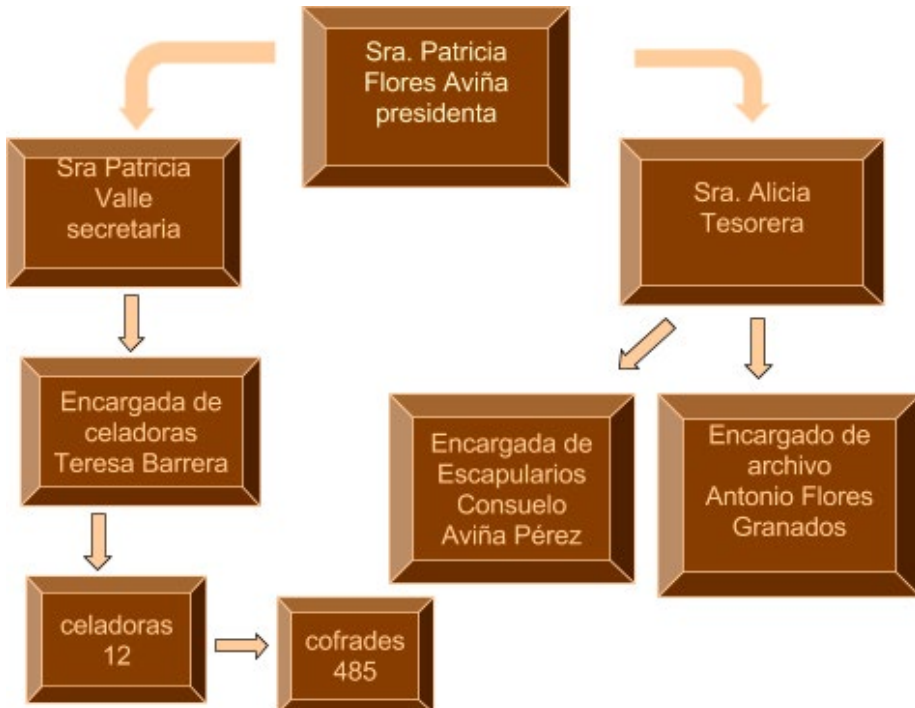 Sra. Patricia
Flores Aviña
presidenta
Sra Patricia
Valle
secretaria
Sra. Alicia
Tesorera
Encargada de
celadoras
Teresa Barrera
Encargada de
Escapularios
Consuelo
Aviña Pérez
Encargado de
archivo
Antonio Flores
Granados
celadoras
12
cofrades
485